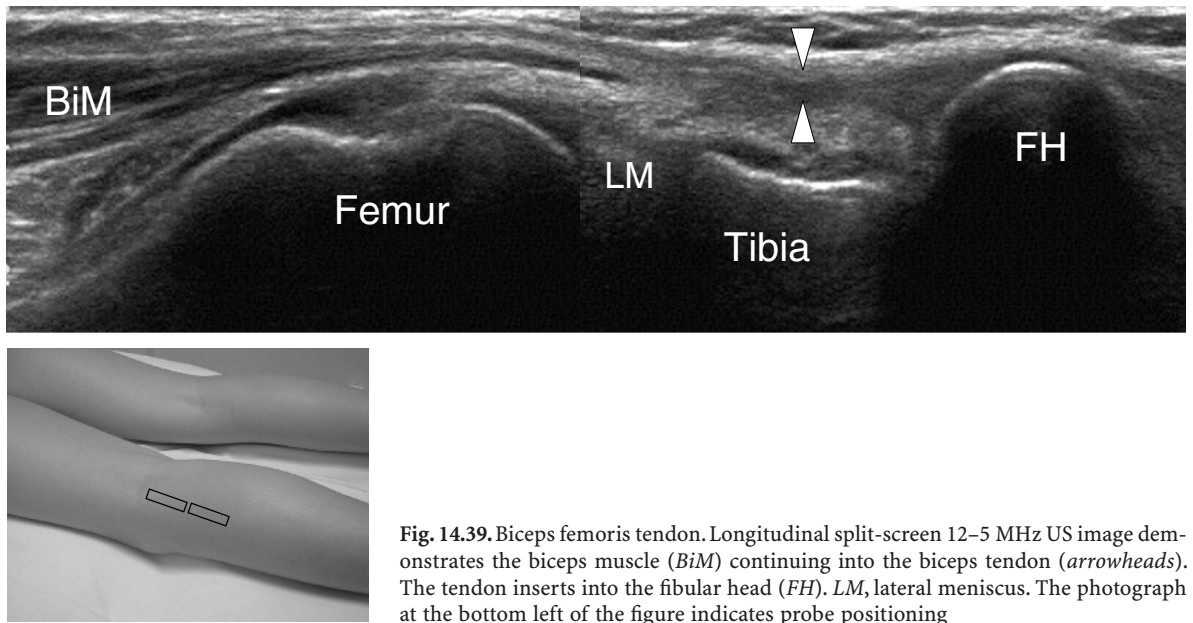 BiM
Femur
LM
Tibia
FH
Fig. 14.39. Biceps femoris tendon. Longitudinal split-screen 12–5 MHz US image dem-
onstrates the biceps muscle (BiM) continuing into the biceps tendon (arrowheads).
The tendon inserts into the fibular head (FH). LM, lateral meniscus. The photograph
at the bottom left of the figure indicates probe positioning